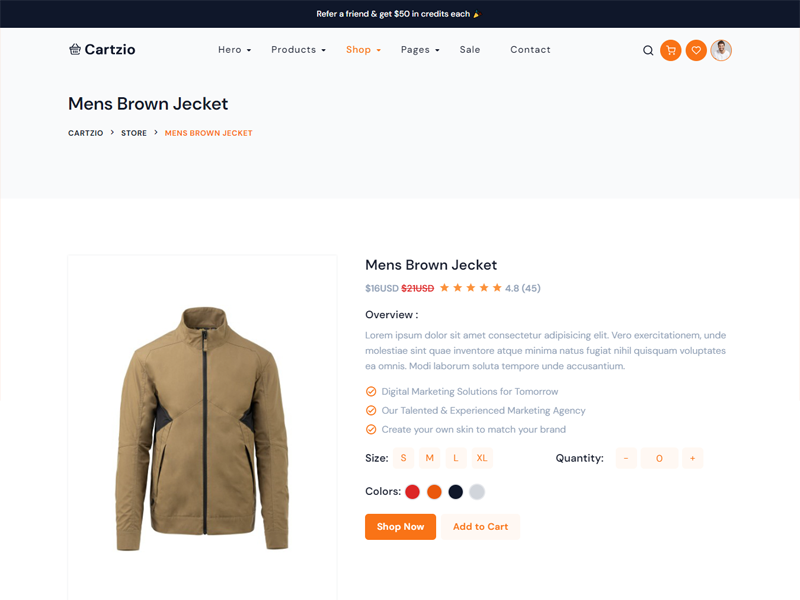 Refer a friend & get $50 in credits each 🎉
Cartzio Hero Products Shop Pages Sale Contact
Mens Brown Jecket
CARTZIO > STORE > MENS BROWN JECKET
Mens Brown Jecket
$16USD $21USD ★ ★ ★ ★ ★ 4.8 (45)
Overview :
Lorem ipsum dolor sit amet consectetur adipisicing elit. Vero exercitationem, unde
molestiae sint quae inventore atque minima natus fugiat nihil quisquam voluptates
ea omnis. Modi laborum soluta tempore unde accusantium.
Digital Marketing Solutions for Tomorrow
Our Talented & Experienced Marketing Agency
Create your own skin to match your brand
Size: S M L XL Quantity: - 0 +
Colors:
Shop Now Add to Cart